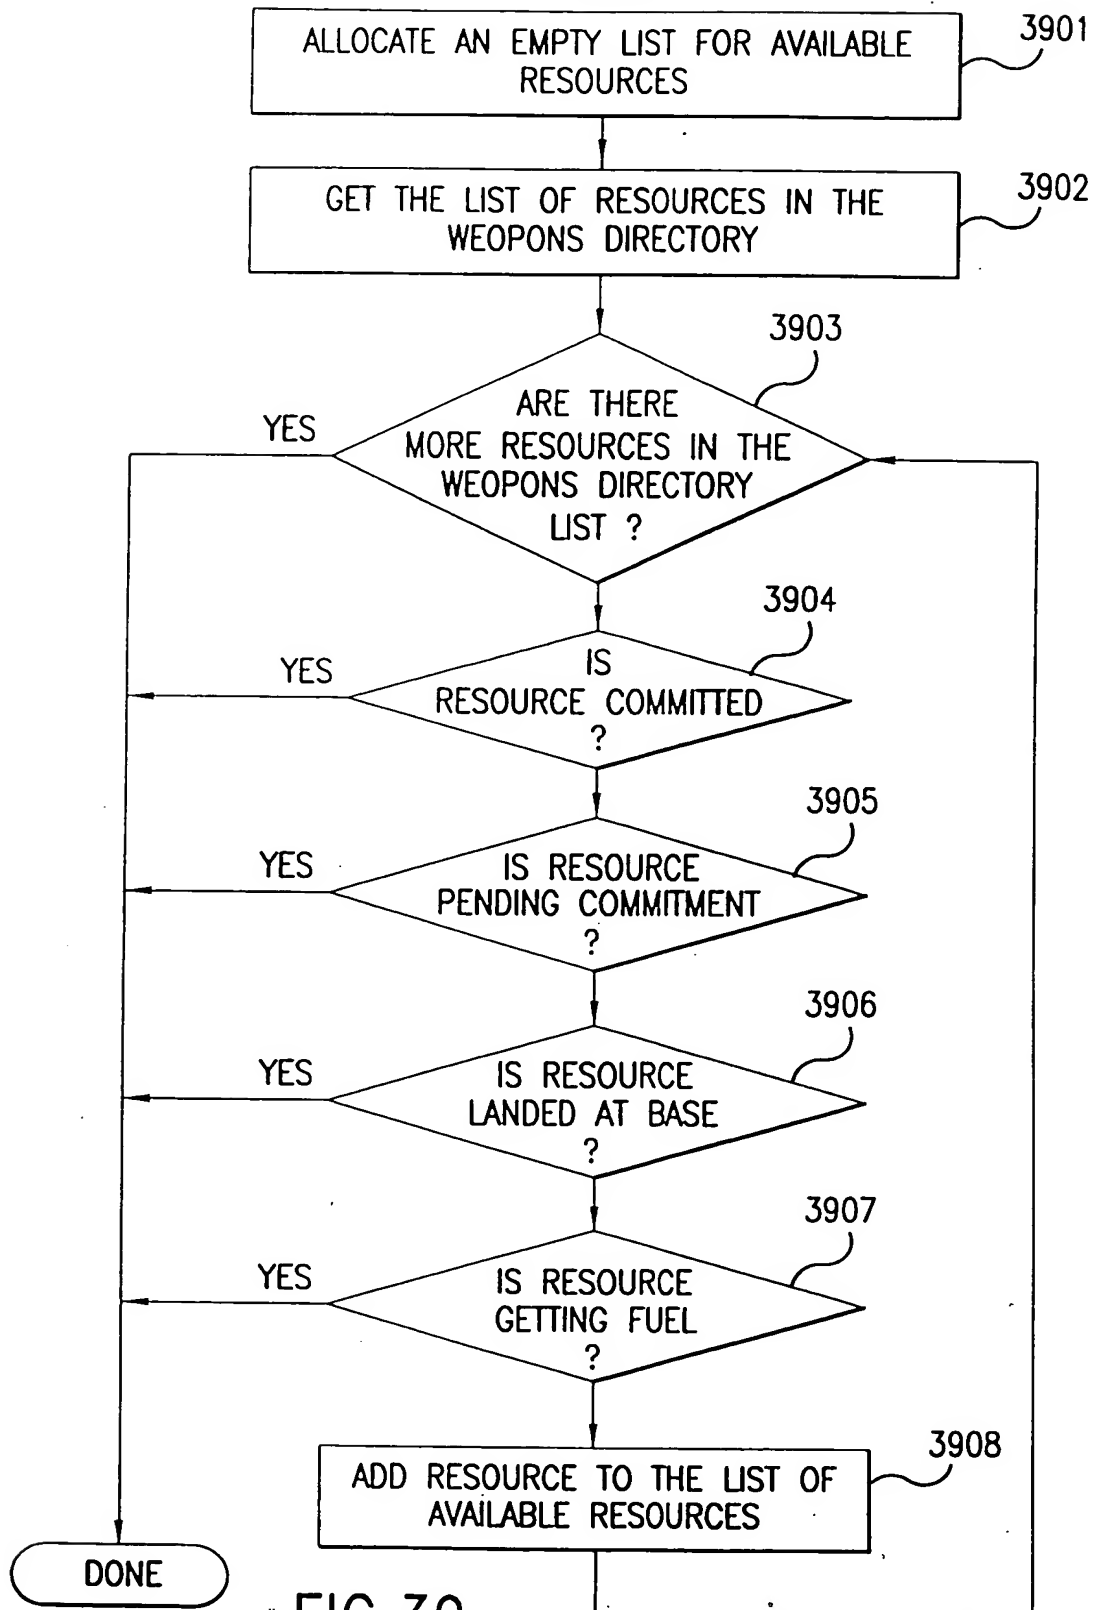 3901
ALLOCATE AN EMPTY LIST FOR AVAILABLE
RESOURCES
3902
GET THE LIST OF RESOURCES IN THE
WEOPONS DIRECTORY
3903
ARE THERE
MORE RESOURCES IN THE
WEOPONS DIRECTORY
LIST ?
YES
3904
IS
RESOURCE COMMITTED
?
YES
3905
IS RESOURCE
PENDING COMMITMENT
?
YES
3906
IS RESOURCE
LANDED AT BASE
?
YES
3907
IS RESOURCE
GETTING FUEL
?
YES
3908
ADD RESOURCE TO THE LIST OF
AVAILABLE RESOURCES
DONE
FIG.39